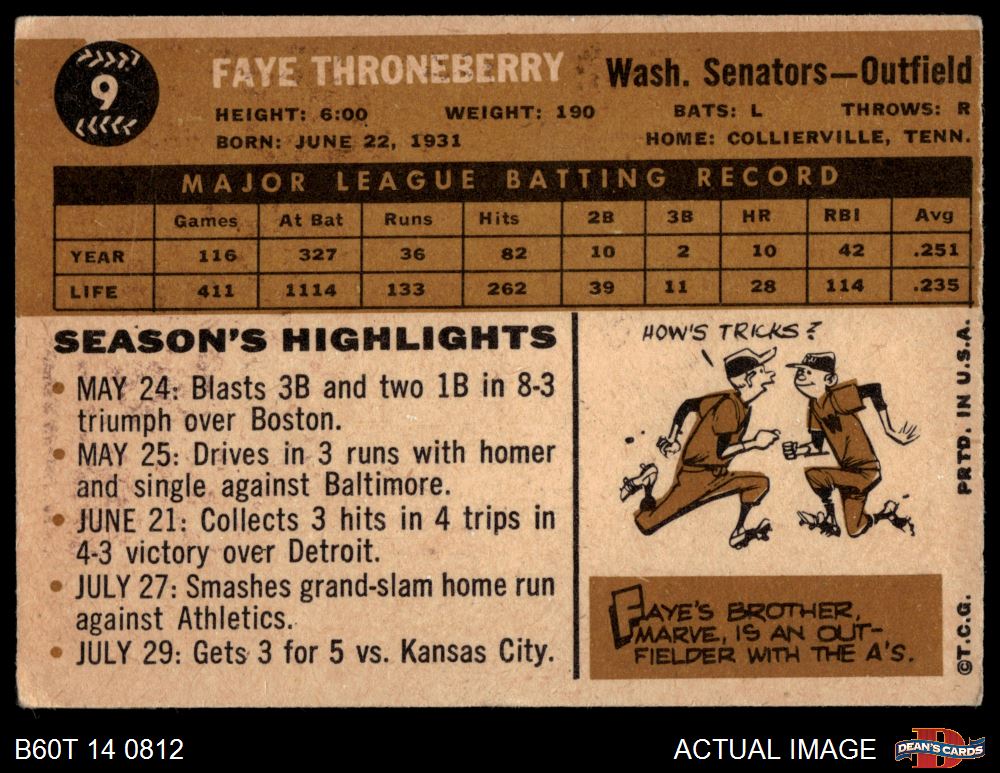 9
FAYE THRONEBERRY
Wash. Senators—Outfield
HEIGHT: 6:00 WEIGHT: 190 BATS: L THROWS: R
BORN: JUNE 22, 1931 HOME: COLLIERVILLE, TENN.
MAJOR LEAGUE BATTING RECORD
Games At Bat Runs Hits 2B 3B HR RBI Avg
YEAR 116 327 36 82 10 2 10 42 .251
LIFE 411 1114 133 262 39 11 28 114 .235
SEASON'S HIGHLIGHTS
• MAY 24: Blasts 3B and two 1B in 8-3
triumph over Boston.
• MAY 25: Drives in 3 runs with homer
and single against Baltimore.
• JUNE 21: Collects 3 hits in 4 trips in
4-3 victory over Detroit.
• JULY 27: Smashes grand-slam home run
against Athletics.
• JULY 29: Gets 3 for 5 vs. Kansas City.
HOW'S TRICKS?
FAYE'S BROTHER,
MARVE, IS AN OUT-
FIELDER WITH THE A'S.
©T.C.G. PRTD. IN U.S.A.
B60T 14 0812
ACTUAL IMAGE
DEAN'S CARDS